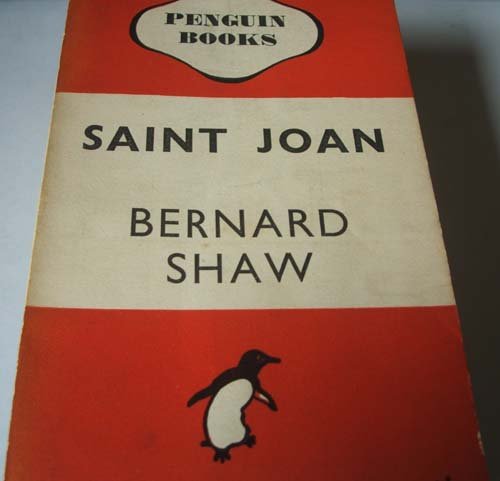 PENGUIN
BOOKS
SAINT JOAN
BERNARD
SHAW